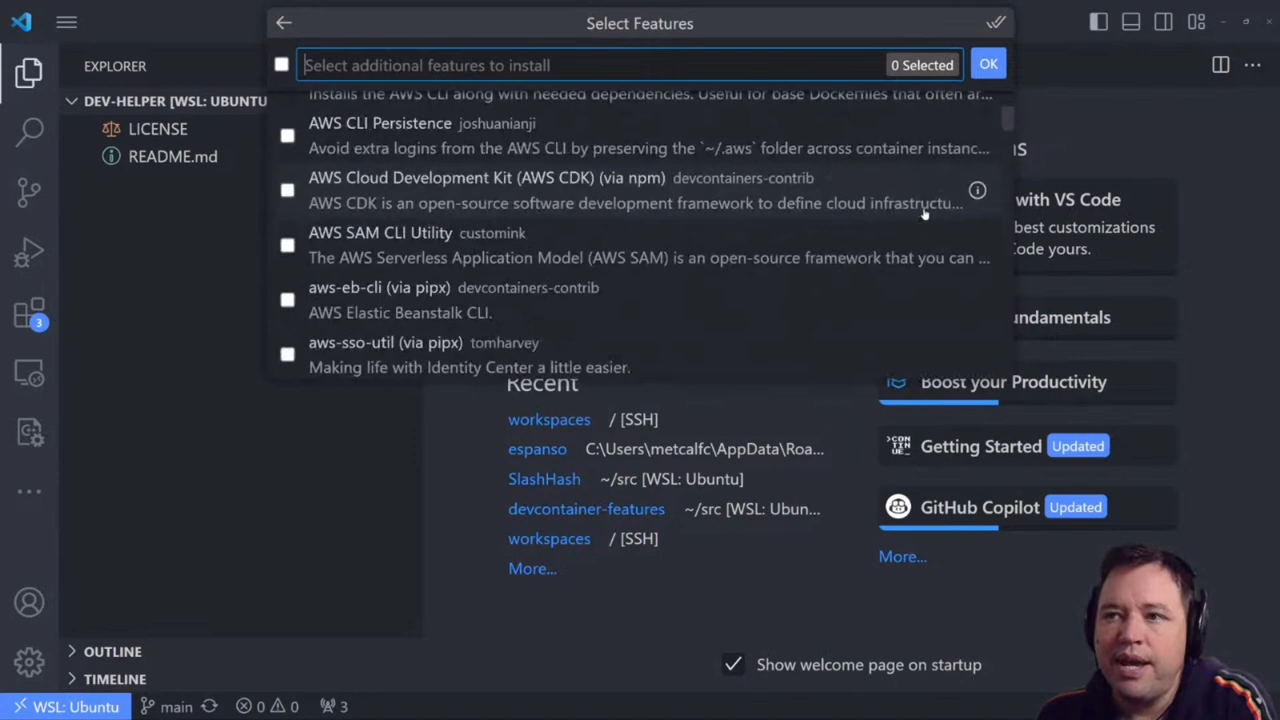 Select Features
Select additional features to install
0 Selected
OK
EXPLORER
DEV-HELPER [WSL: UBUNTU
LICENSE
README.md
Installs the AWS CLI along with needed dependencies. Useful for base Dockerfiles that often ar...
AWS CLI Persistence joshuanianji
Avoid extra logins from the AWS CLI by preserving the `~/.aws` folder across container instanc...
AWS Cloud Development Kit (AWS CDK) (via npm) devcontainers-contrib
AWS CDK is an open-source software development framework to define cloud infrastructu...
AWS SAM CLI Utility customink
The AWS Serverless Application Model (AWS SAM) is an open-source framework that you can ...
aws-eb-cli (via pipx) devcontainers-contrib
AWS Elastic Beanstalk CLI.
aws-sso-util (via pipx) tomharvey
Making life with Identity Center a little easier.
with VS Code
best customizations
Code yours.
undamentals
Boost your Productivity
Getting Started Updated
GitHub Copilot Updated
More...
Recent
workspaces / [SSH]
espanso C:\Users\metcalfc\AppData\Roa...
SlashHash ~/src [WSL: Ubuntu]
devcontainer-features ~/src [WSL: Ubun...
workspaces / [SSH]
More...
3
OUTLINE
TIMELINE
Show welcome page on startup
WSL: Ubuntu
main
0 0
3